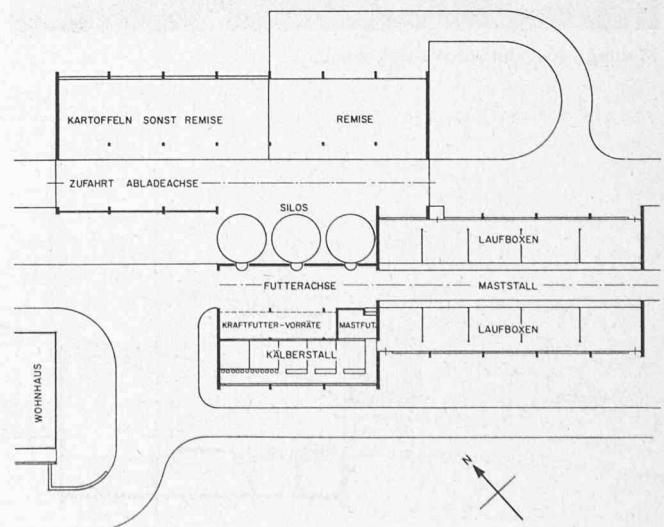 KARTOFFELN SONST REMISE
REMISE
ZUFAHRT ABLADEACHSE
SILOS
LAUFBOXEN
FUTTERACHSE
MASTSTALL
KRAFTFUTTER-VORRÄTE
MASTFUT.
LAUFBOXEN
KÄLBERSTALL
WOHNHAUS
N